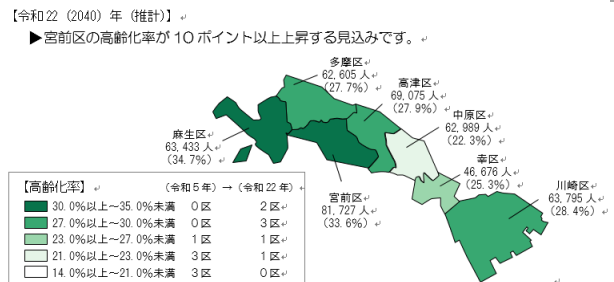 【令和22（2040）年（推計）】
▶宮前区の高齢化率が10ポイント以上上昇する見込みです。
多摩区
62,605人
（27.7%）
高津区
69,075人
（27.9%）
中原区
62,989人
（22.3%）
麻生区
63,433人
（34.7%）
幸区
46,676人
（25.3%）
宮前区
81,727人
（33.6%）
川崎区
63,795人
（28.4%）
【高齢化率】 （令和5年）→（令和22年）
30.0%以上～35.0%未満 0区 2区
27.0%以上～30.0%未満 0区 3区
23.0%以上～27.0%未満 1区 1区
21.0%以上～23.0%未満 3区 1区
14.0%以上～21.0%未満 3区 0区